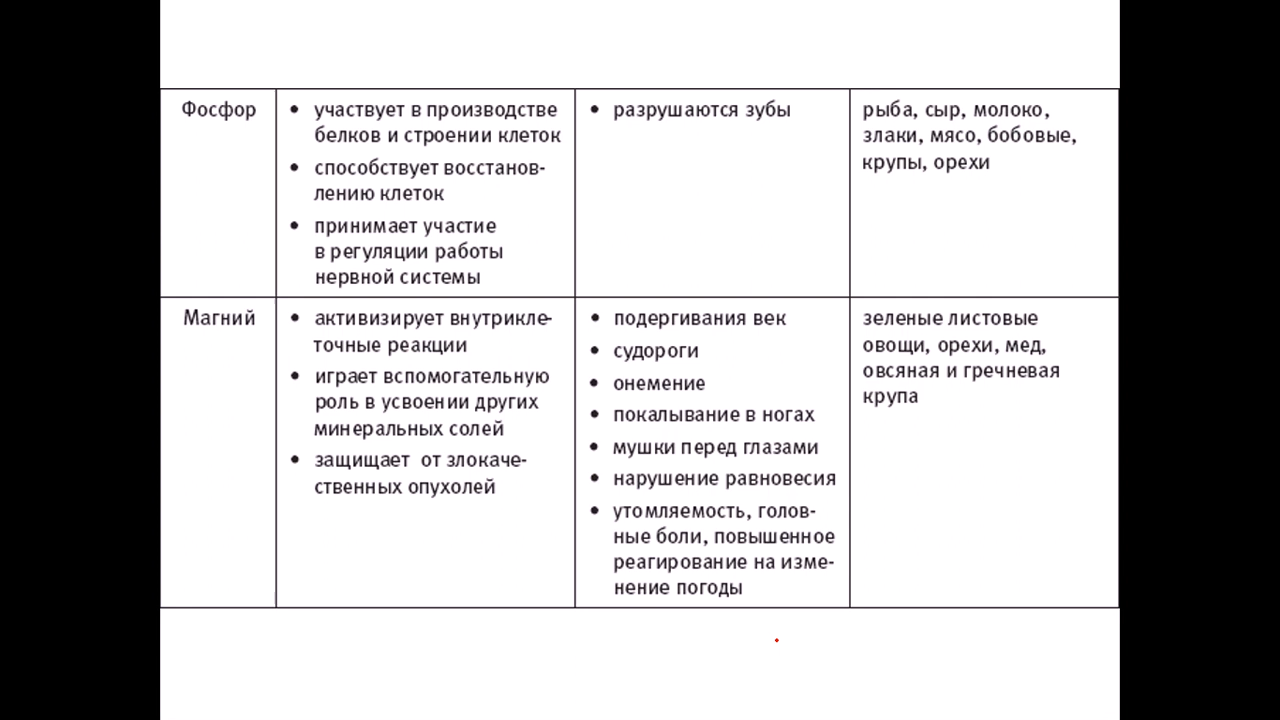 Фосфор
• участвует в производстве
белков и строении клеток
• способствует восстанов-
лению клеток
• принимает участие
в регуляции работы
нервной системы
• разрушаются зубы
рыба, сыр, молоко,
злаки, мясо, бобовые,
крупы, орехи
Магний
• активизирует внутрикле-
точные реакции
• играет вспомогательную
роль в усвоении других
минеральных солей
• защищает от злокаче-
ственных опухолей
• подергивания век
• судороги
• онемение
• покалывание в ногах
• мушки перед глазами
• нарушение равновесия
• утомляемость, голов-
ные боли, повышенное
реагирование на изме-
нение погоды
зеленые листовые
овощи, орехи, мед,
овсяная и гречневая
крупа